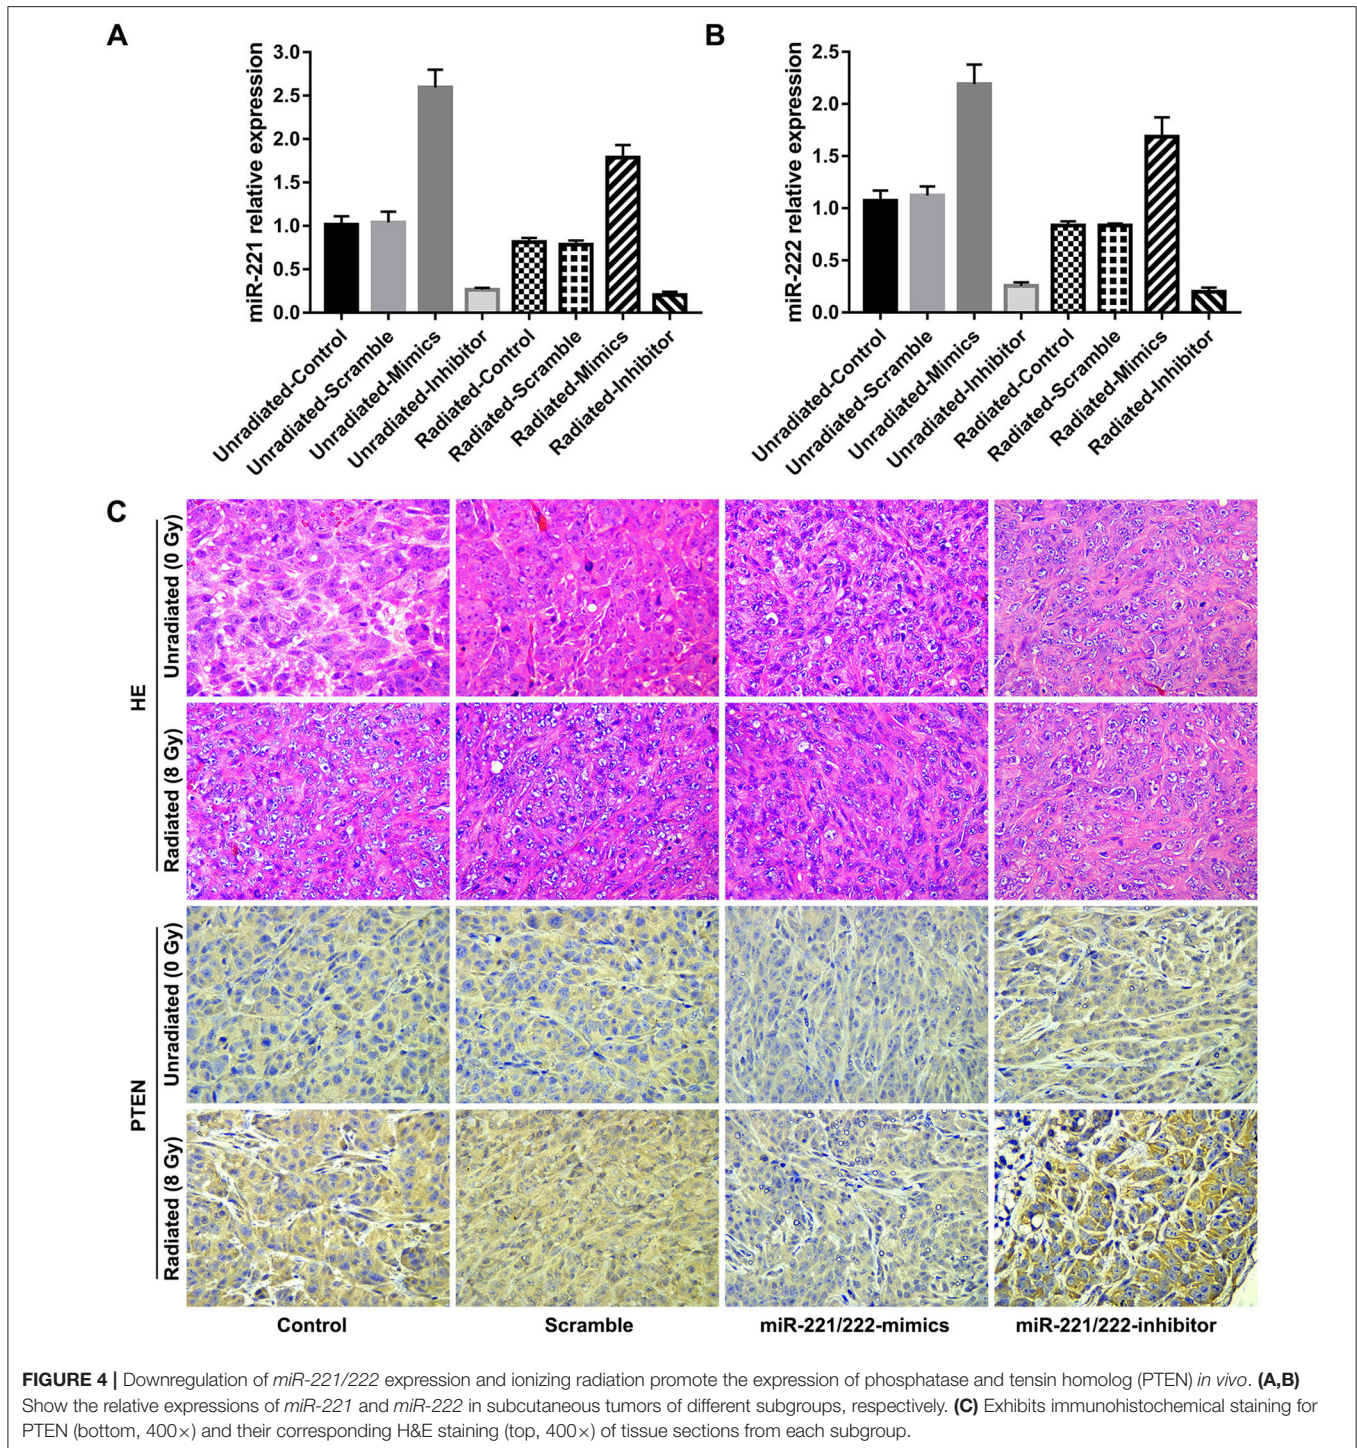 A
miR-221 relative expression
3.0
2.5
2.0
1.5
1.0
0.5
0.0
Unradiated-Control
Unradiated-Scramble
Unradiated-Mimics
Unradiated-Inhibitor
Radiated-Control
Radiated-Scramble
Radiated-Mimics
Radiated-Inhibitor
B
miR-222 relative expression
2.5
2.0
1.5
1.0
0.5
0.0
Unradiated-Control
Unradiated-Scramble
Unradiated-Mimics
Unradiated-Inhibitor
Radiated-Control
Radiated-Scramble
Radiated-Mimics
Radiated-Inhibitor
C
HE
Unradiated (0 Gy)
Radiated (8 Gy)
PTEN
Unradiated (0 Gy)
Radiated (8 Gy)
Control
Scramble
miR-221/222-mimics
miR-221/222-inhibitor
FIGURE 4 | Downregulation of miR-221/222 expression and ionizing radiation promote the expression of phosphatase and tensin homolog (PTEN) in vivo. (A,B)
Show the relative expressions of miR-221 and miR-222 in subcutaneous tumors of different subgroups, respectively. (C) Exhibits immunohistochemical staining for
PTEN (bottom, 400×) and their corresponding H&E staining (top, 400×) of tissue sections from each subgroup.